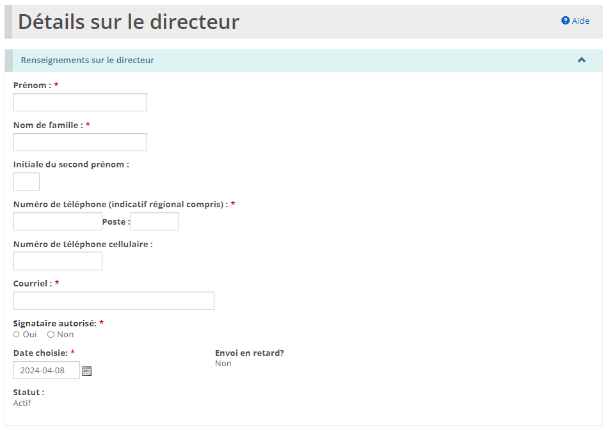 Détails sur le directeur
Aide
Renseignements sur le directeur
Prénom : *
Nom de famille : *
Initiale du second prénom :
Numéro de téléphone (indicatif régional compris) : *
Poste :
Numéro de téléphone cellulaire :
Courriel : *
Signataire autorisé: *
Oui Non
Date choisie: * Envoi en retard?
2024-04-08 Non
Statut :
Actif